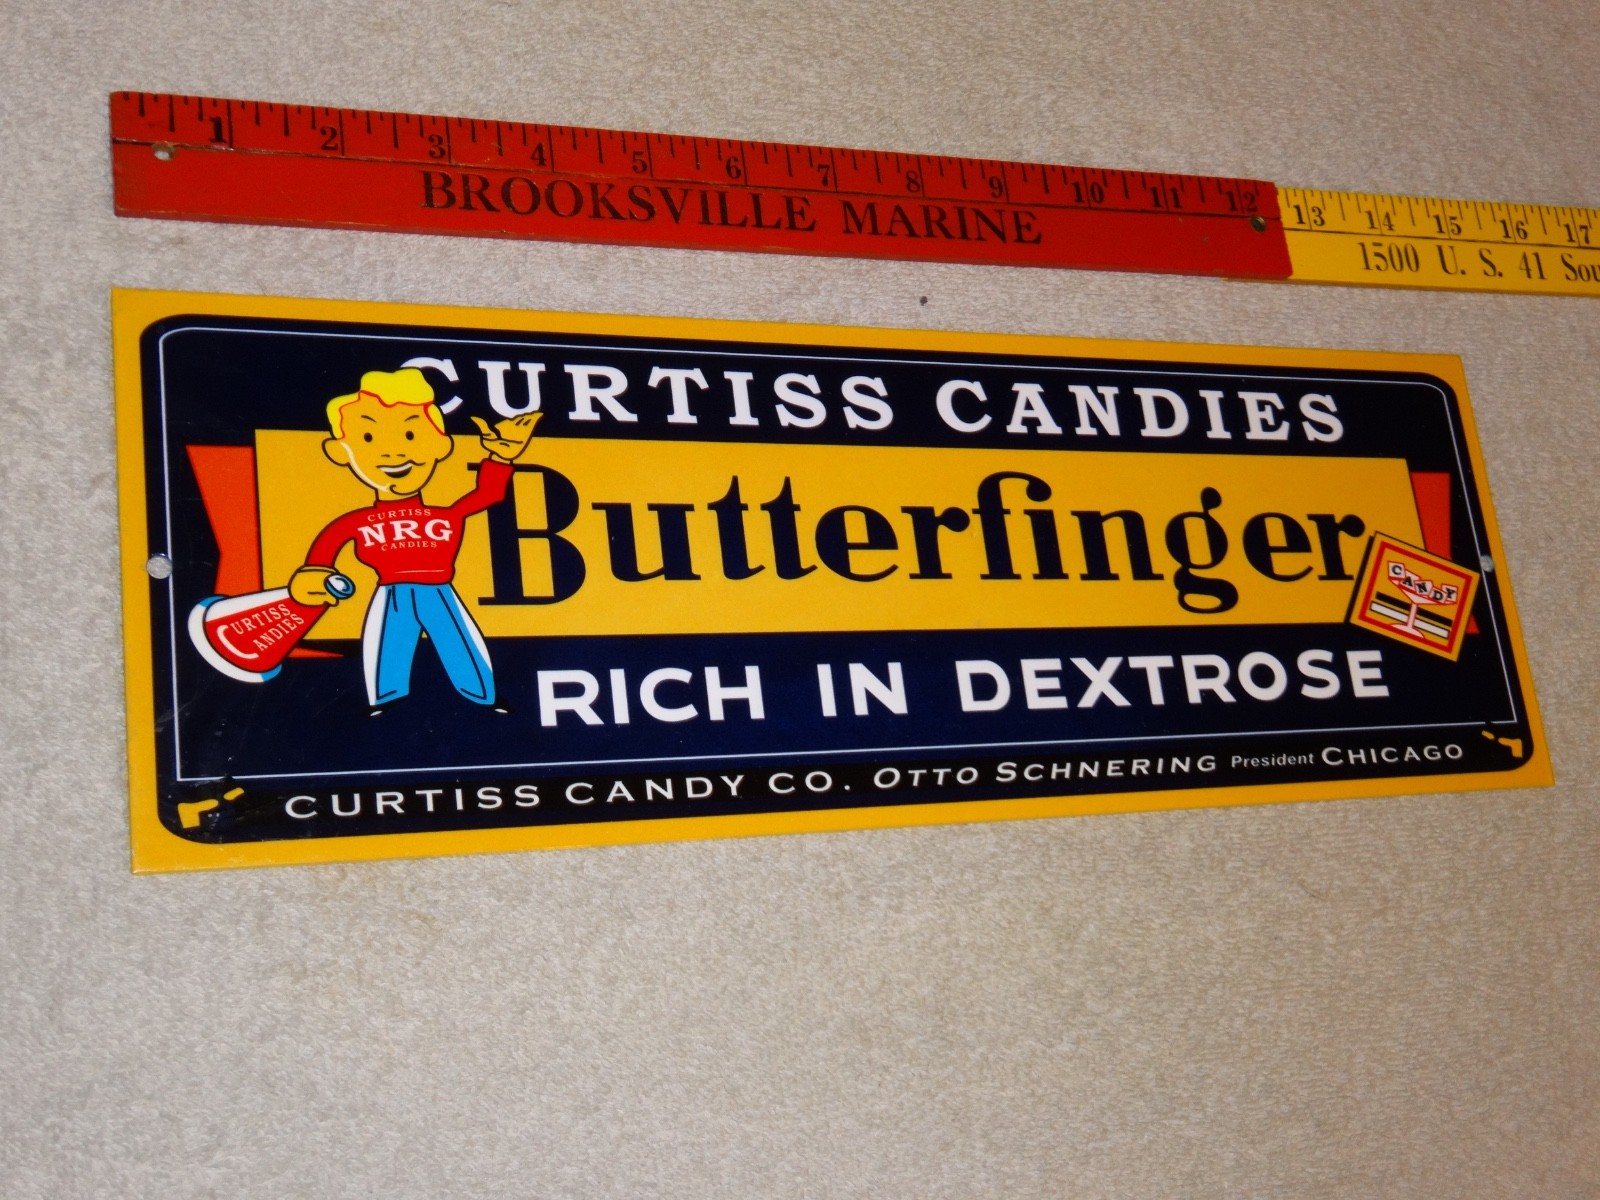 1 2 3 4 5 6 7 8 9 10 11 12 13 14 15 16 17
BROOKSVILLE MARINE
1500 U. S. 41 Sou
CURTISS CANDIES
Butterfinger
CURTISS
NRG
CANDIES
CURTISS
CANDIES
CANDY
RICH IN DEXTROSE
CURTISS CANDY CO. OTTO SCHNERING President CHICAGO